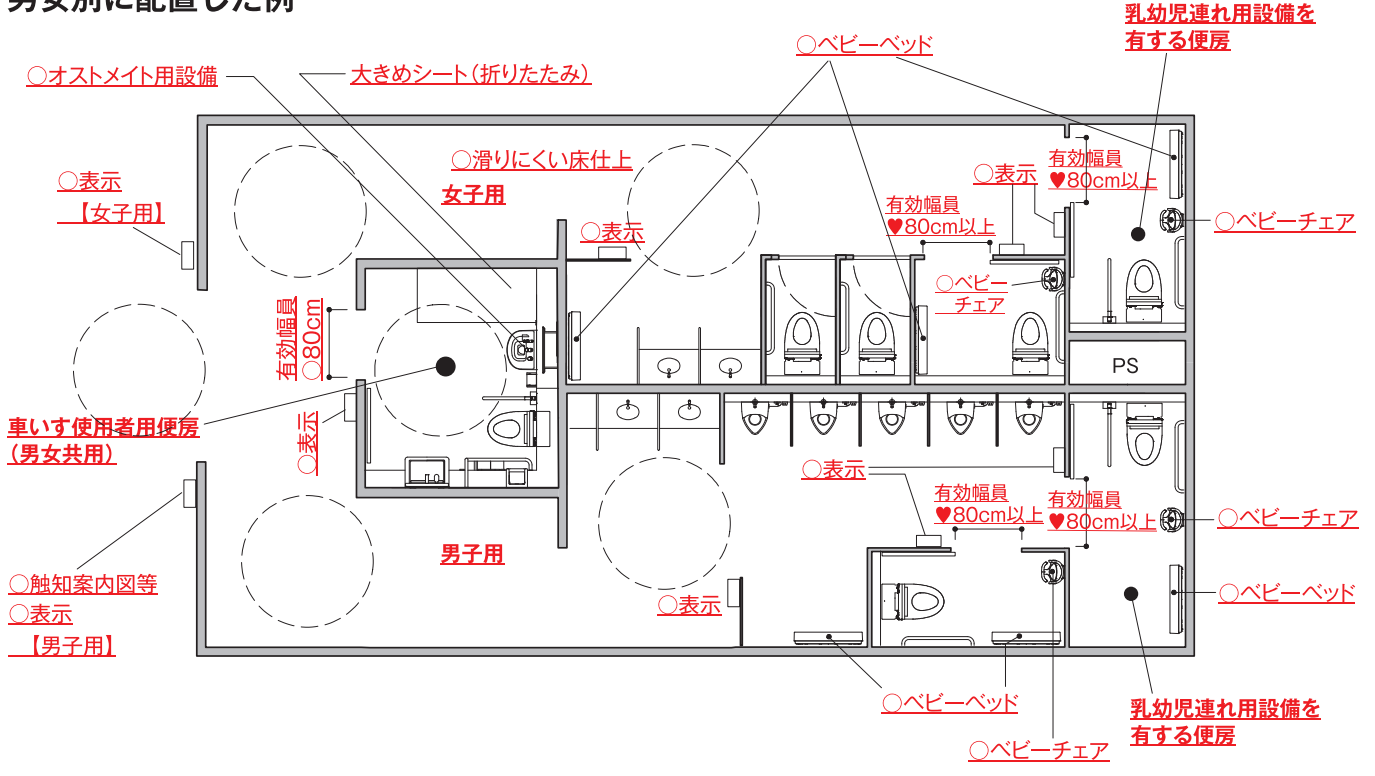 男女別に配置した例
乳幼児連れ用設備を
有する便房
○ベビーベッド
○オストメイト用設備
大きめシート（折りたたみ）
○滑りにくい床仕上
女子用
○表示
【女子用】
○表示
○表示
有効幅員
♥80cm以上
有効幅員
♥80cm以上
○ベビーチェア
○ベビー
チェア
有効幅員
○80cm
PS
車いす使用者用便房
（男女共用）
○表示
○表示
有効幅員
♥80cm以上
有効幅員
♥80cm以上
○ベビーチェア
男子用
○触知案内図等
○表示
【男子用】
○表示
○ベビーベッド
○ベビーベッド
乳幼児連れ用設備を
有する便房
○ベビーチェア